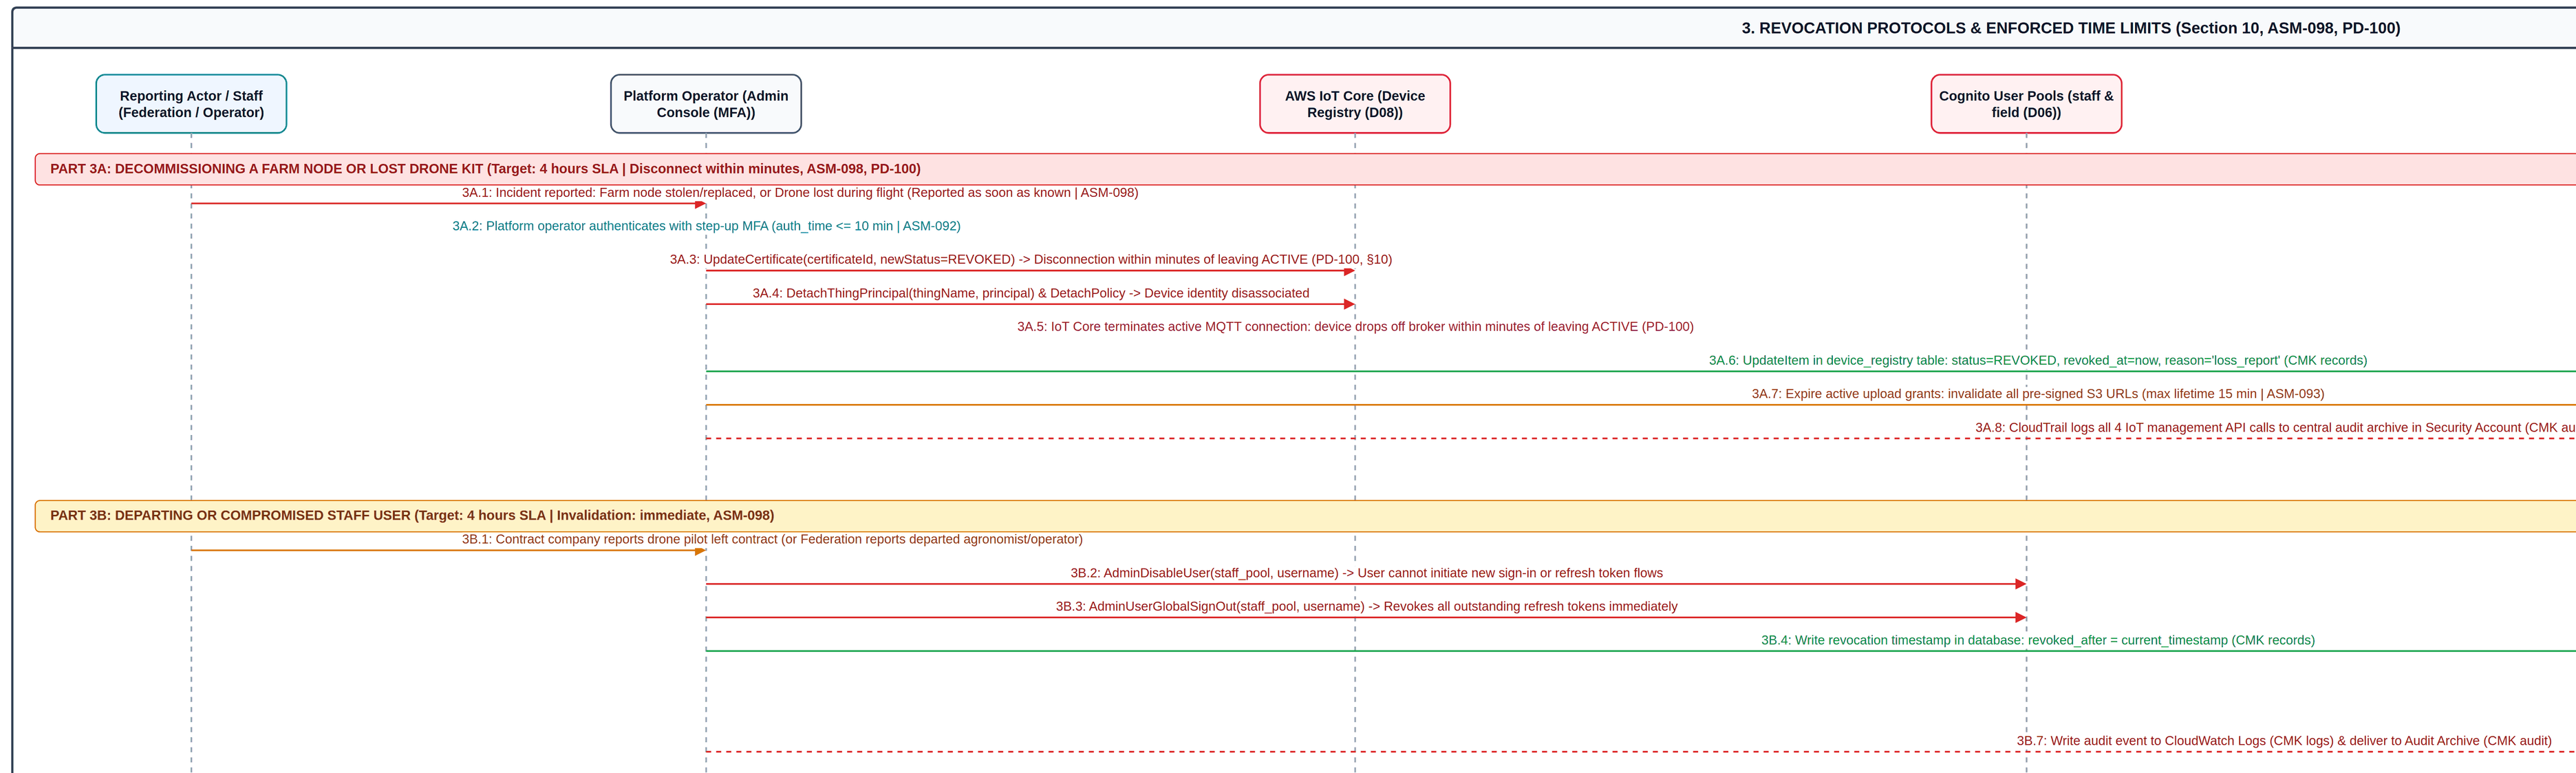 3. REVOCATION PROTOCOLS & ENFORCED TIME LIMITS (Section 10, ASM-098, PD-100)
Reporting Actor / Staff
(Federation / Operator)
Platform Operator (Admin
Console (MFA))
AWS IoT Core (Device
Registry (D08))
Cognito User Pools (staff &
field (D06))
PART 3A: DECOMMISSIONING A FARM NODE OR LOST DRONE KIT (Target: 4 hours SLA | Disconnect within minutes, ASM-098, PD-100)
3A.1: Incident reported: Farm node stolen/replaced, or Drone lost during flight (Reported as soon as known | ASM-098)
3A.2: Platform operator authenticates with step-up MFA (auth_time <= 10 min | ASM-092)
3A.3: UpdateCertificate(certificateId, newStatus=REVOKED) -> Disconnection within minutes of leaving ACTIVE (PD-100, §10)
3A.4: DetachThingPrincipal(thingName, principal) & DetachPolicy -> Device identity disassociated
3A.5: IoT Core terminates active MQTT connection: device drops off broker within minutes of leaving ACTIVE (PD-100)
3A.6: UpdateItem in device_registry table: status=REVOKED, revoked_at=now, reason='loss_report' (CMK records)
3A.7: Expire active upload grants: invalidate all pre-signed S3 URLs (max lifetime 15 min | ASM-093)
3A.8: CloudTrail logs all 4 IoT management API calls to central audit archive in Security Account (CMK au
PART 3B: DEPARTING OR COMPROMISED STAFF USER (Target: 4 hours SLA | Invalidation: immediate, ASM-098)
3B.1: Contract company reports drone pilot left contract (or Federation reports departed agronomist/operator)
3B.2: AdminDisableUser(staff_pool, username) -> User cannot initiate new sign-in or refresh token flows
3B.3: AdminUserGlobalSignOut(staff_pool, username) -> Revokes all outstanding refresh tokens immediately
3B.4: Write revocation timestamp in database: revoked_after = current_timestamp (CMK records)
3B.7: Write audit event to CloudWatch Logs (CMK logs) & deliver to Audit Archive (CMK audit)